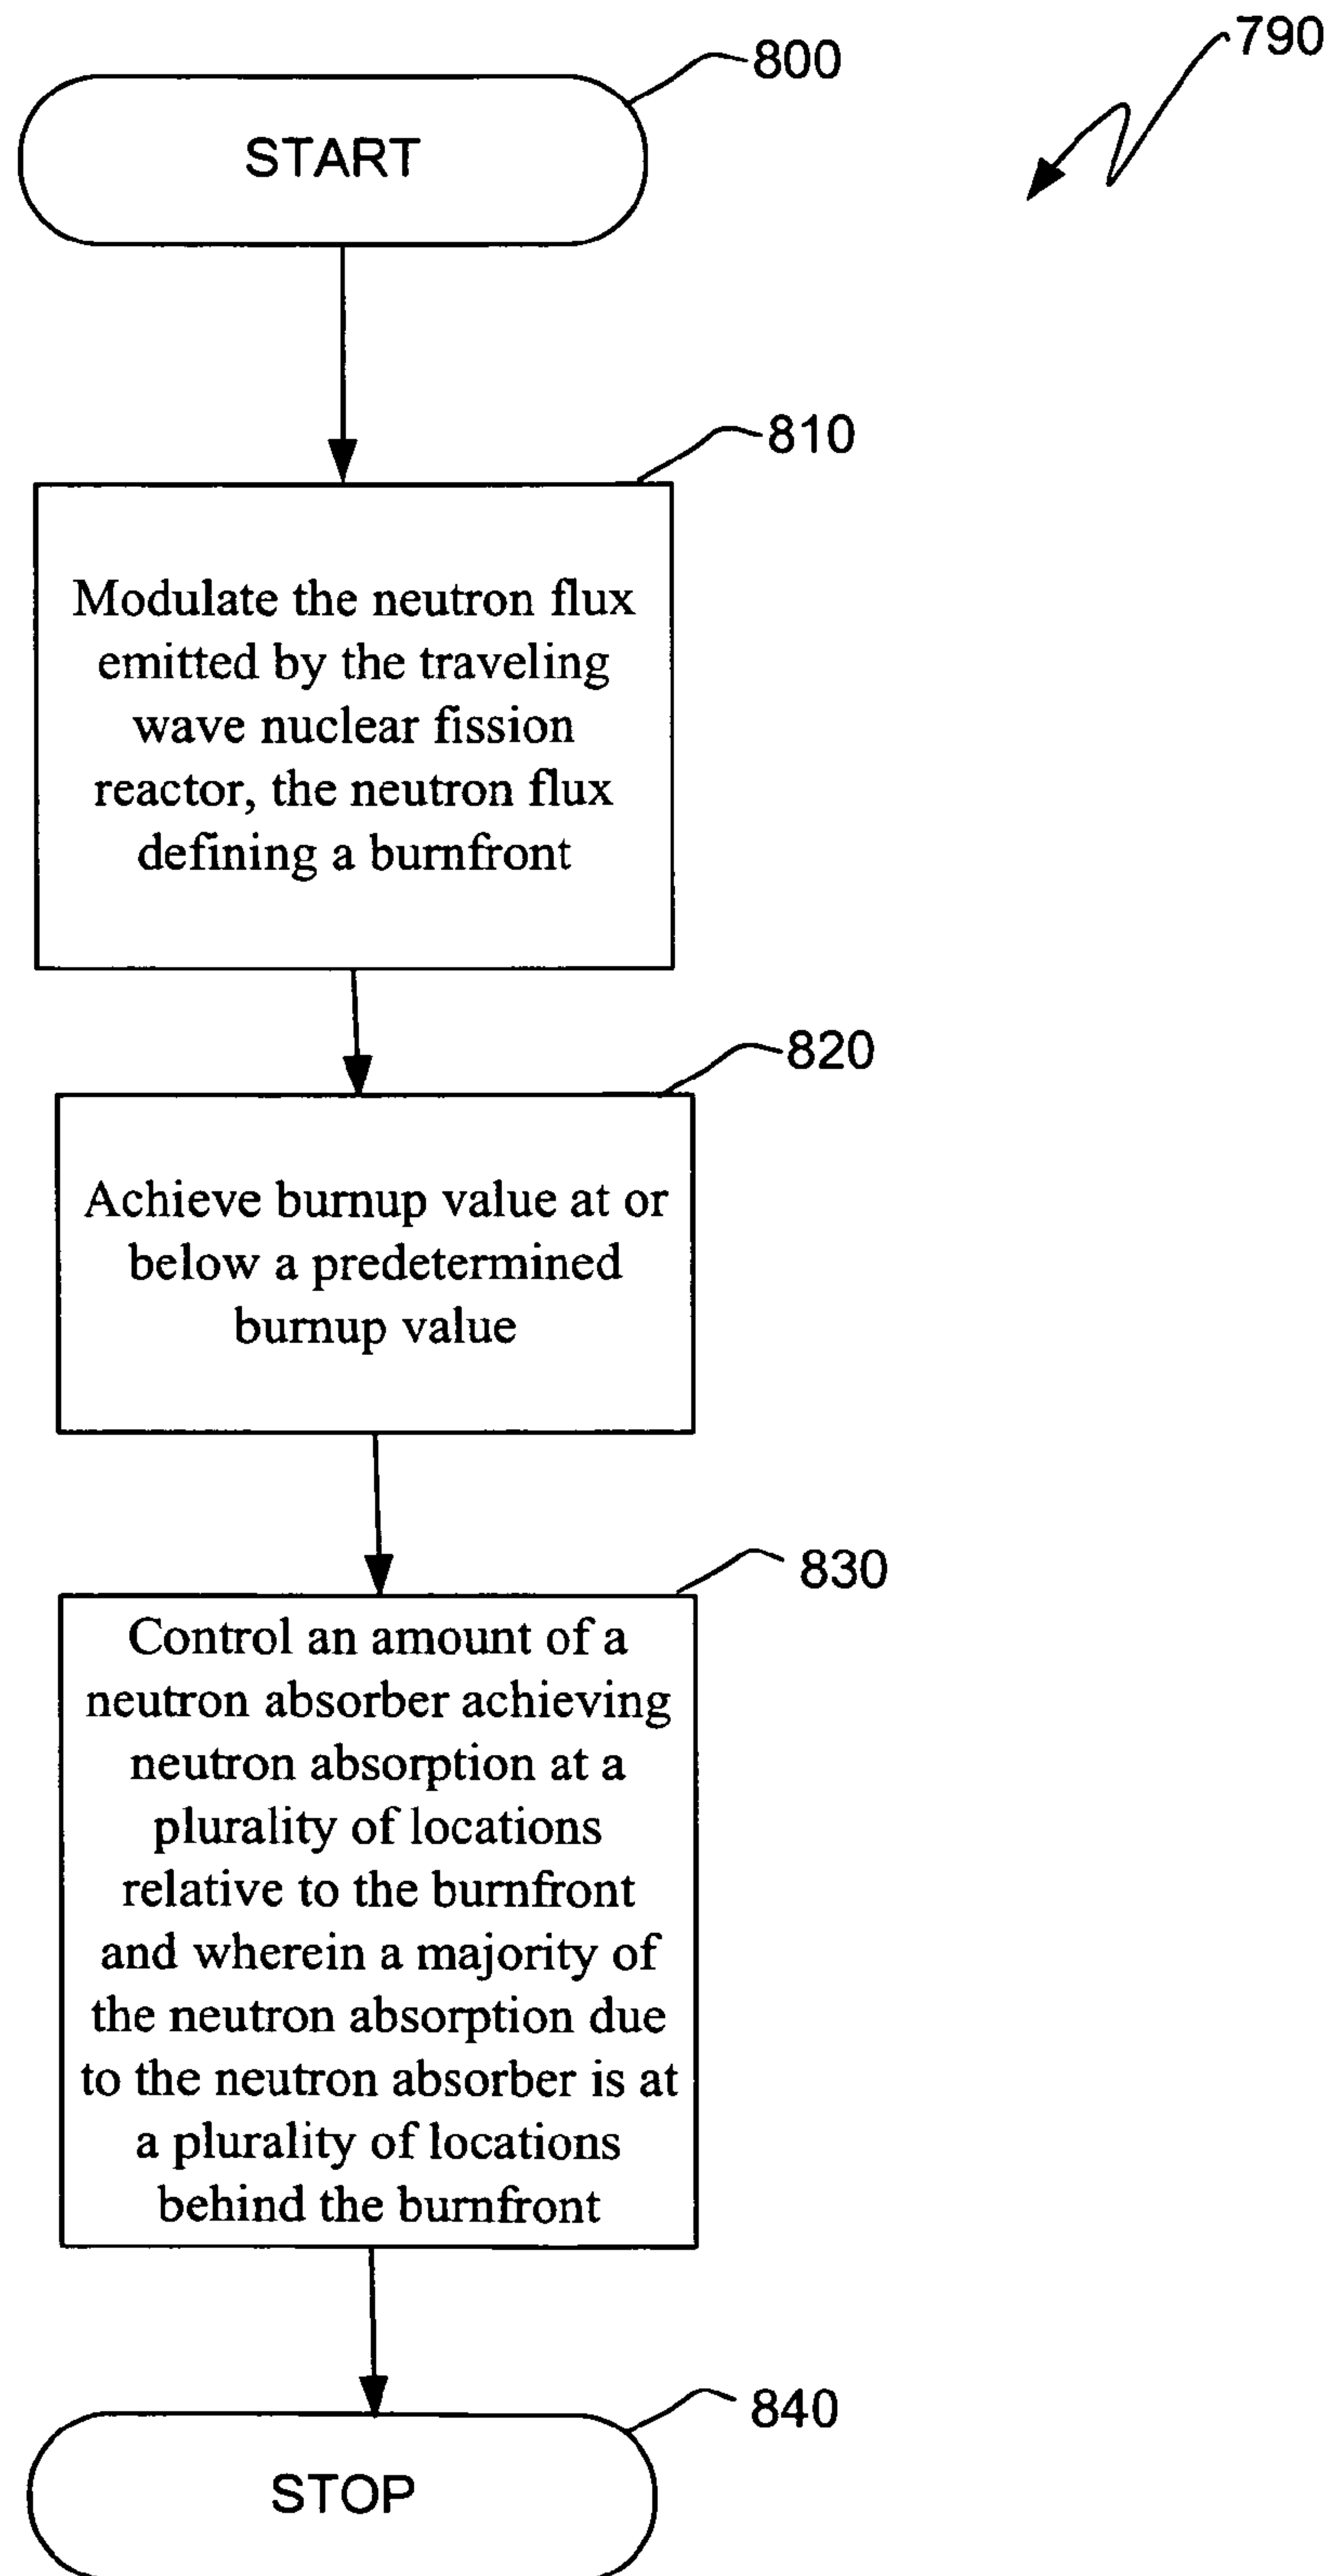 790
800
START
810
Modulate the neutron flux
emitted by the traveling
wave nuclear fission
reactor, the neutron flux
defining a burnfront
820
Achieve burnup value at or
below a predetermined
burnup value
830
Control an amount of a
neutron absorber achieving
neutron absorption at a
plurality of locations
relative to the burnfront
and wherein a majority of
the neutron absorption due
to the neutron absorber is at
a plurality of locations
behind the burnfront
840
STOP